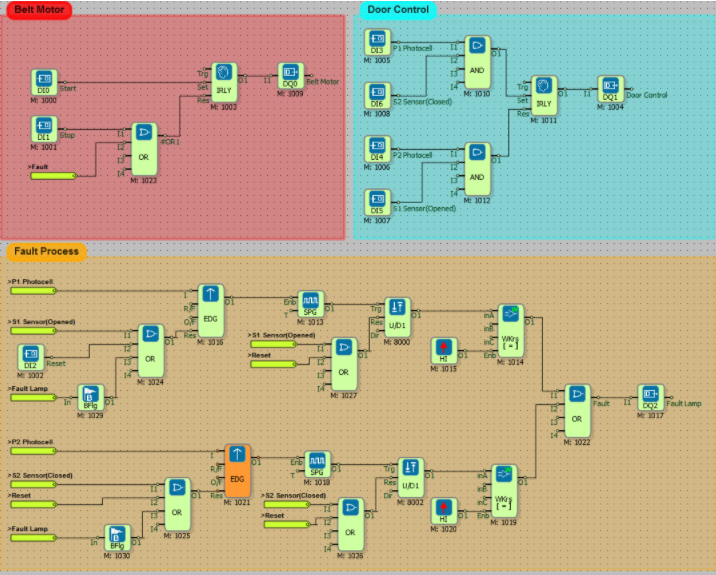 Belt Motor
DI0
M: 1000
Start
DI1
M: 1001
Stop
>Fault
I1
I2
I3
I4
OR
M: 1023
#OR1
Trg
Set
Res
IRLY
O1
M: 1003
I1
DQ0
M: 1009
Belt Motor
Door Control
DI3
M: 1005
P1 Photocell
DI6
M: 1008
S2 Sensor(Closed)
I1
I2
I3
I4
AND
O1
M: 1010
DI4
M: 1006
P2 Photocell
DI5
M: 1007
S1 Sensor(Opened)
I1
I2
I3
I4
AND
O1
M: 1012
Trg
Set
Res
IRLY
O1
M: 1011
I1
DQ1
M: 1004
Door Control
Fault Process
>P1 Photocell
>S1 Sensor(Opened)
DI2
M: 1002
Reset
>Fault Lamp
In
BFlg
O1
M: 1029
I1
I2
I3
I4
OR
O1
M: 1024
I
R/F
O/F
Res
EDG
O1
M: 1016
Enb
T
SPG
O1
M: 1013
>S1 Sensor(Opened)
>Reset
I1
I2
I3
I4
OR
O1
M: 1027
Trg
Res
Dir
U/D1
O1
M: 8000
HI
O1
M: 1015
inA
inB
inC
Enb
WKrs
[ = ]
O1
M: 1014
I1
I2
I3
I4
OR
M: 1022
Fault
I1
DQ2
M: 1017
Fault Lamp
>P2 Photocell
>S2 Sensor(Closed)
>Reset
>Fault Lamp
In
BFlg
O1
M: 1030
I1
I2
I3
I4
OR
O1
M: 1025
I
R/F
O/F
Res
EDG
O1
M: 1021
Enb
T
SPG
O1
M: 1018
>S2 Sensor(Closed)
>Reset
I1
I2
I3
I4
OR
O1
M: 1026
Trg
Res
Dir
U/D1
O1
M: 8002
HI
O1
M: 1020
inA
inB
inC
Enb
WKrs
[ = ]
O1
M: 1019